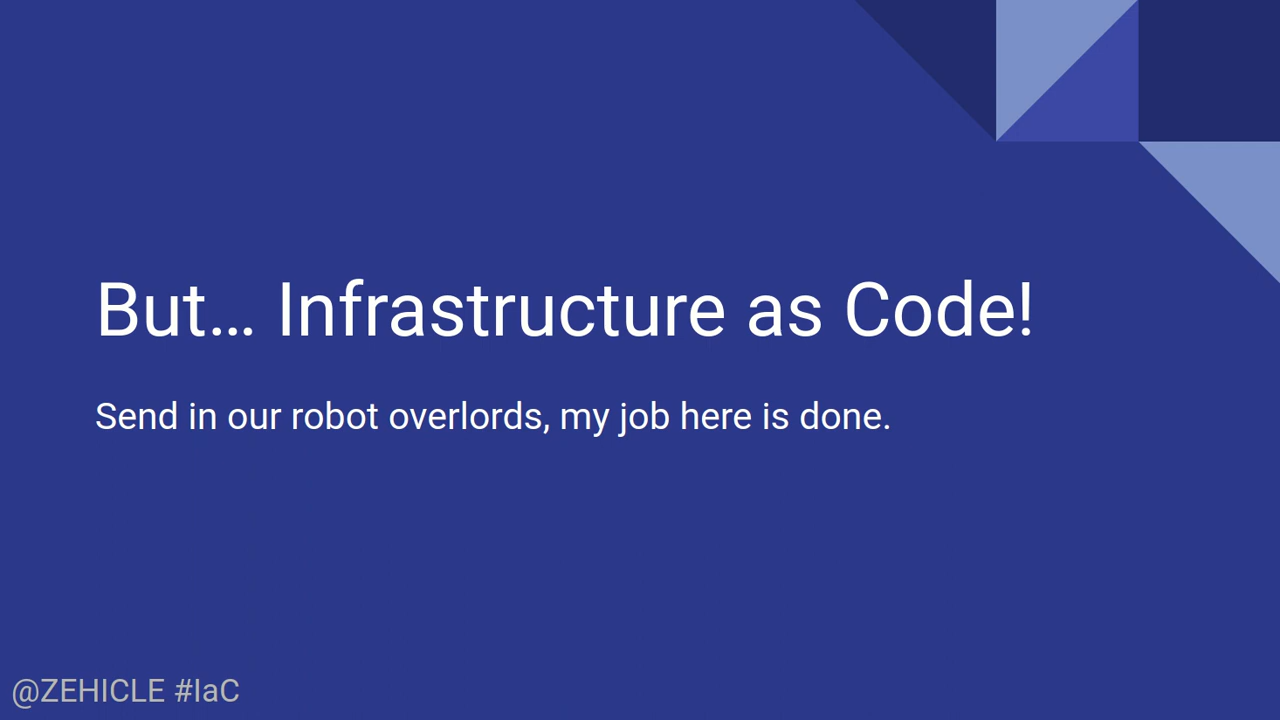 But… Infrastructure as Code!
Send in our robot overlords, my job here is done.
@ZEHICLE #IaC